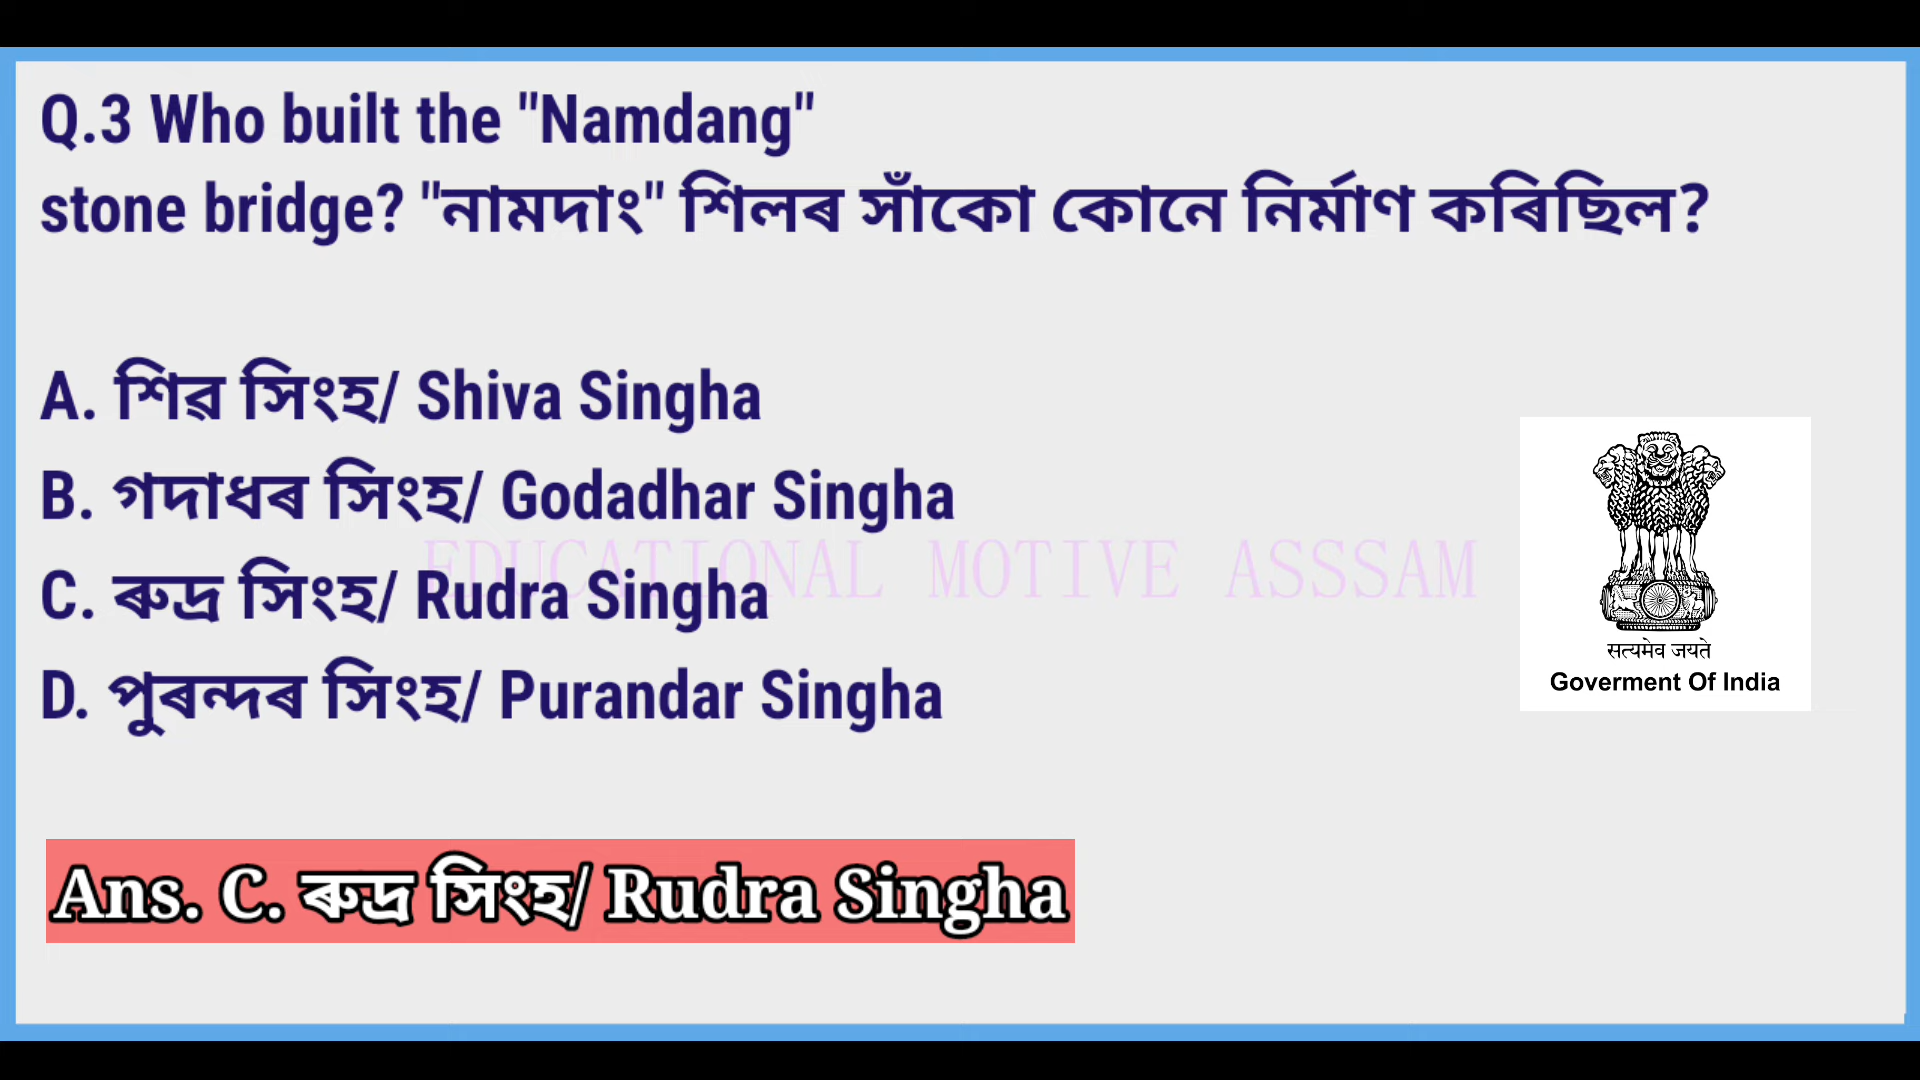 Q.3 Who built the "Namdang"
stone bridge? "নামদাং" শিলৰ সাঁকো কোনে নিৰ্মাণ কৰিছিল?
A. শিৱ সিংহ/ Shiva Singha
B. গদাধৰ সিংহ/ Godadhar Singha
EDUCATIONAL MOTIVE ASSSAM
C. ৰুদ্ৰ সিংহ/ Rudra Singha
D. পুৰন্দৰ সিংহ/ Purandar Singha
सत्यमेव जयते
Goverment Of India
Ans. C. ৰুদ্ৰ সিংহ/ Rudra Singha